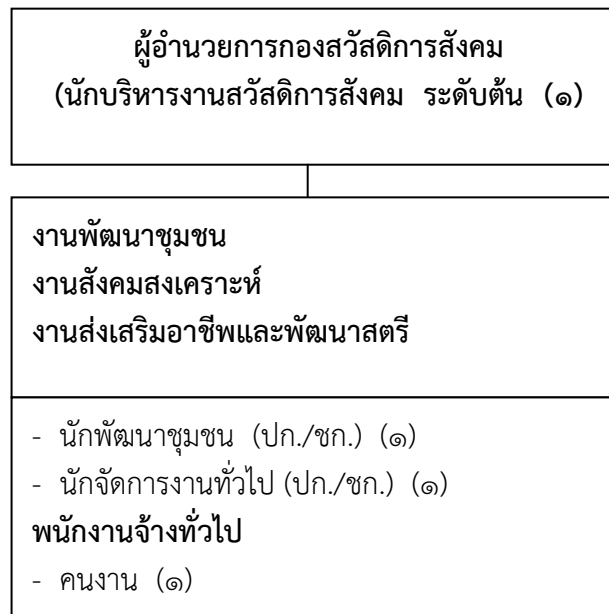 ผู้อำนวยการกองสวัสดิการสังคม
(นักบริหารงานสวัสดิการสังคม ระดับต้น (๑)
งานพัฒนาชุมชน
งานสังคมสงเคราะห์
งานส่งเสริมอาชีพและพัฒนาสตรี
- นักพัฒนาชุมชน (ปก./ชก.) (๑)
- นักจัดการงานทั่วไป (ปก./ชก.) (๑)
พนักงานจ้างทั่วไป
- คนงาน (๑)